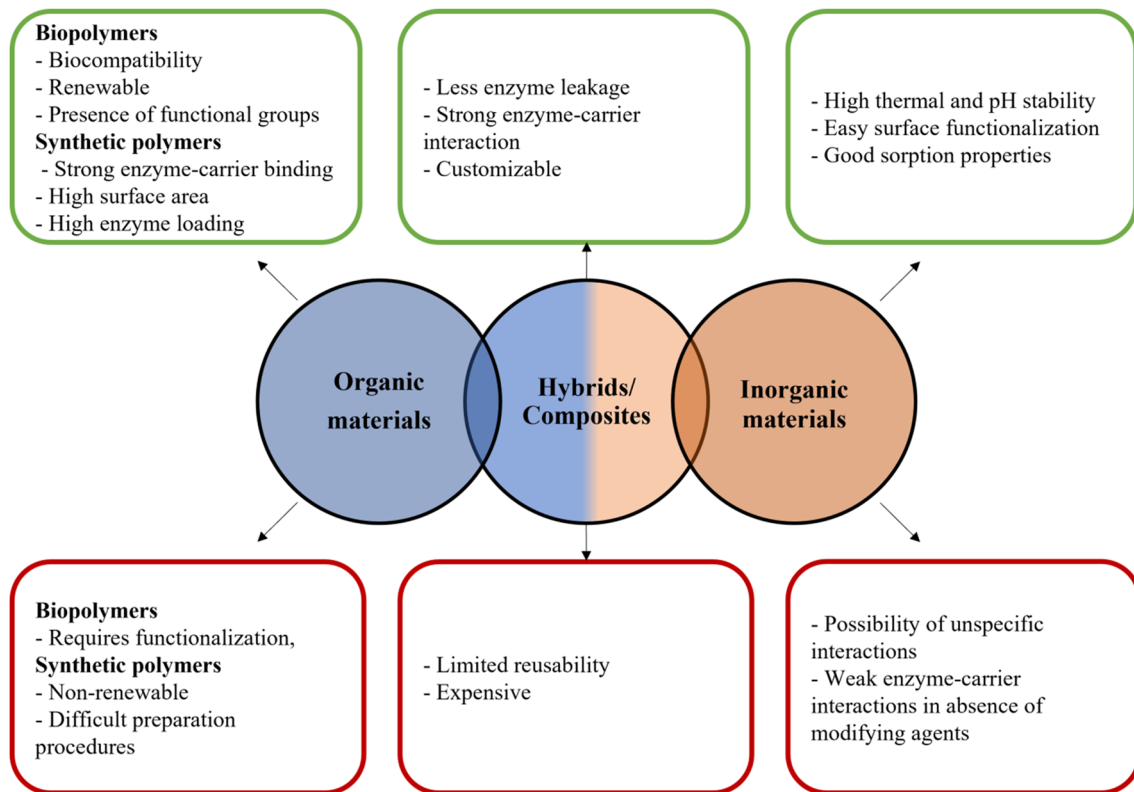 Biopolymers
- Biocompatibility
- Renewable
- Presence of functional groups
Synthetic polymers
- Strong enzyme-carrier binding
- High surface area
- High enzyme loading
- Less enzyme leakage
- Strong enzyme-carrier
interaction
- Customizable
- High thermal and pH stability
- Easy surface functionalization
- Good sorption properties
Organic
materials
Hybrids/
Composites
Inorganic
materials
Biopolymers
- Requires functionalization,
Synthetic polymers
- Non-renewable
- Difficult preparation
procedures
- Limited reusability
- Expensive
- Possibility of unspecific
interactions
- Weak enzyme-carrier
interactions in absence of
modifying agents